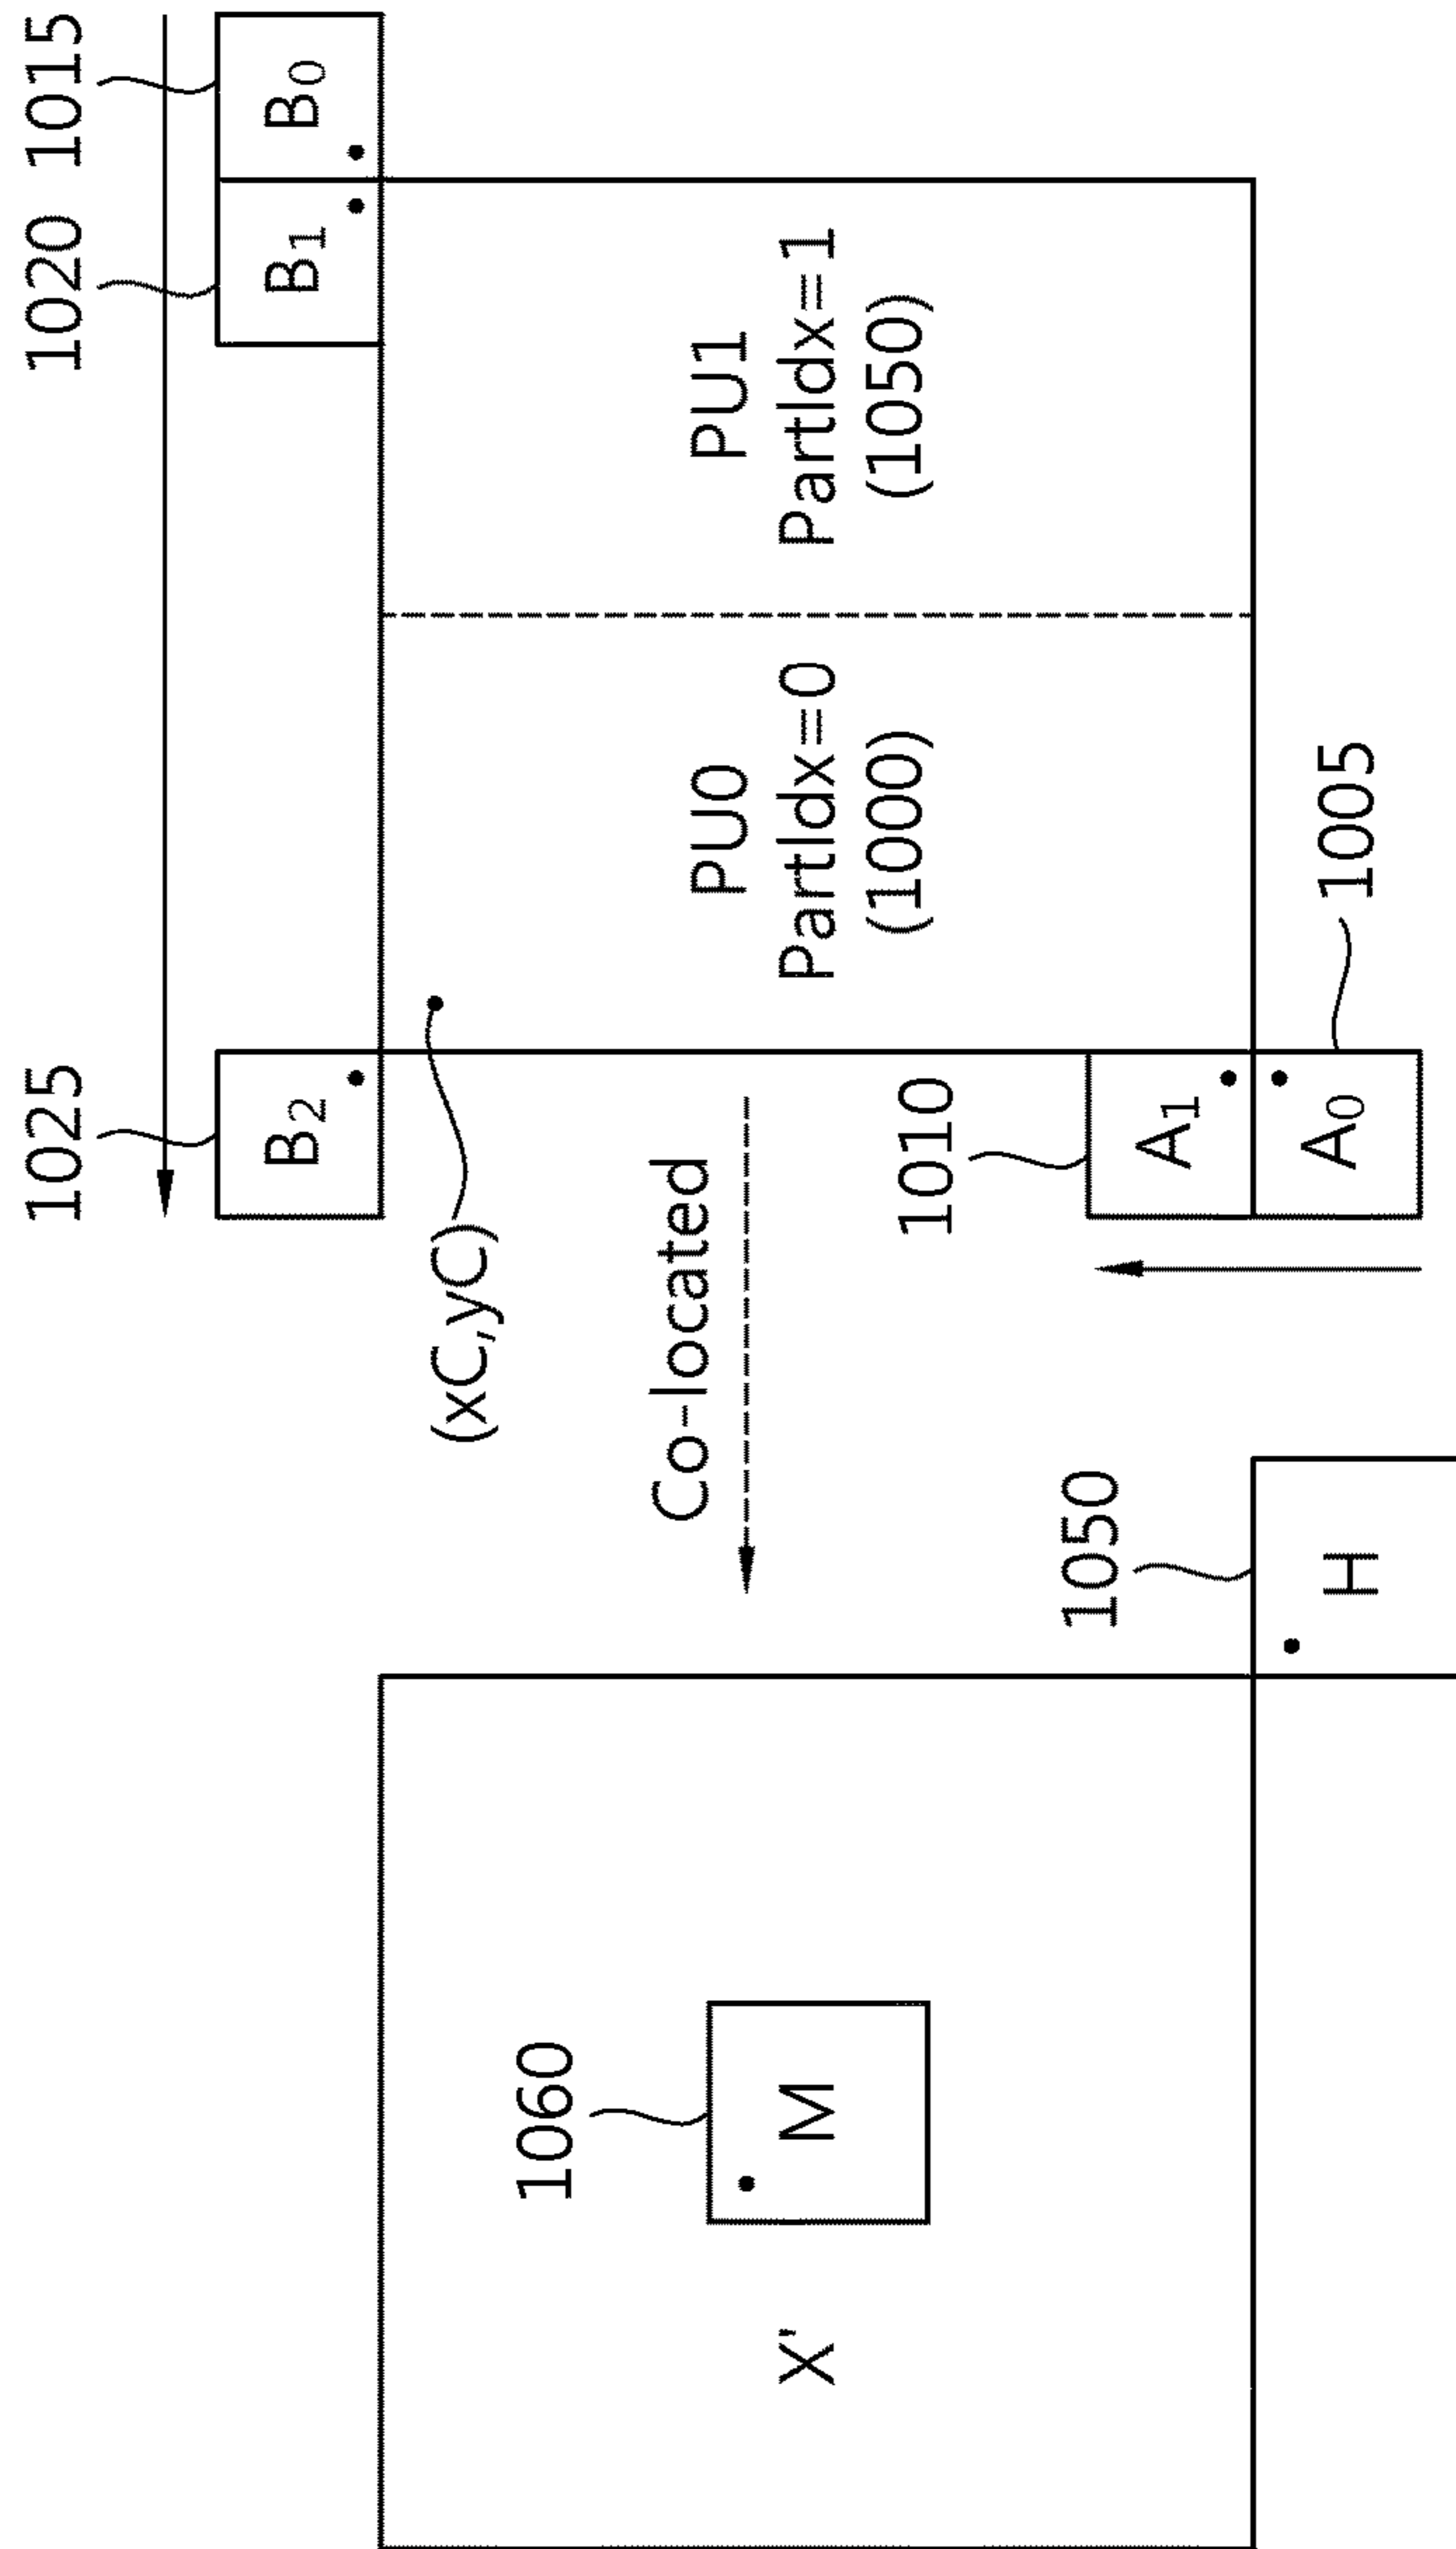 1025 1020 1015
B₂ B₁ B₀
(xC,yC)
1060
Co-located
PU0
PartIdx=0
(1000)
PU1
PartIdx=1
(1050)
X'
M
1010
1050
A₁
A₀
H
1005